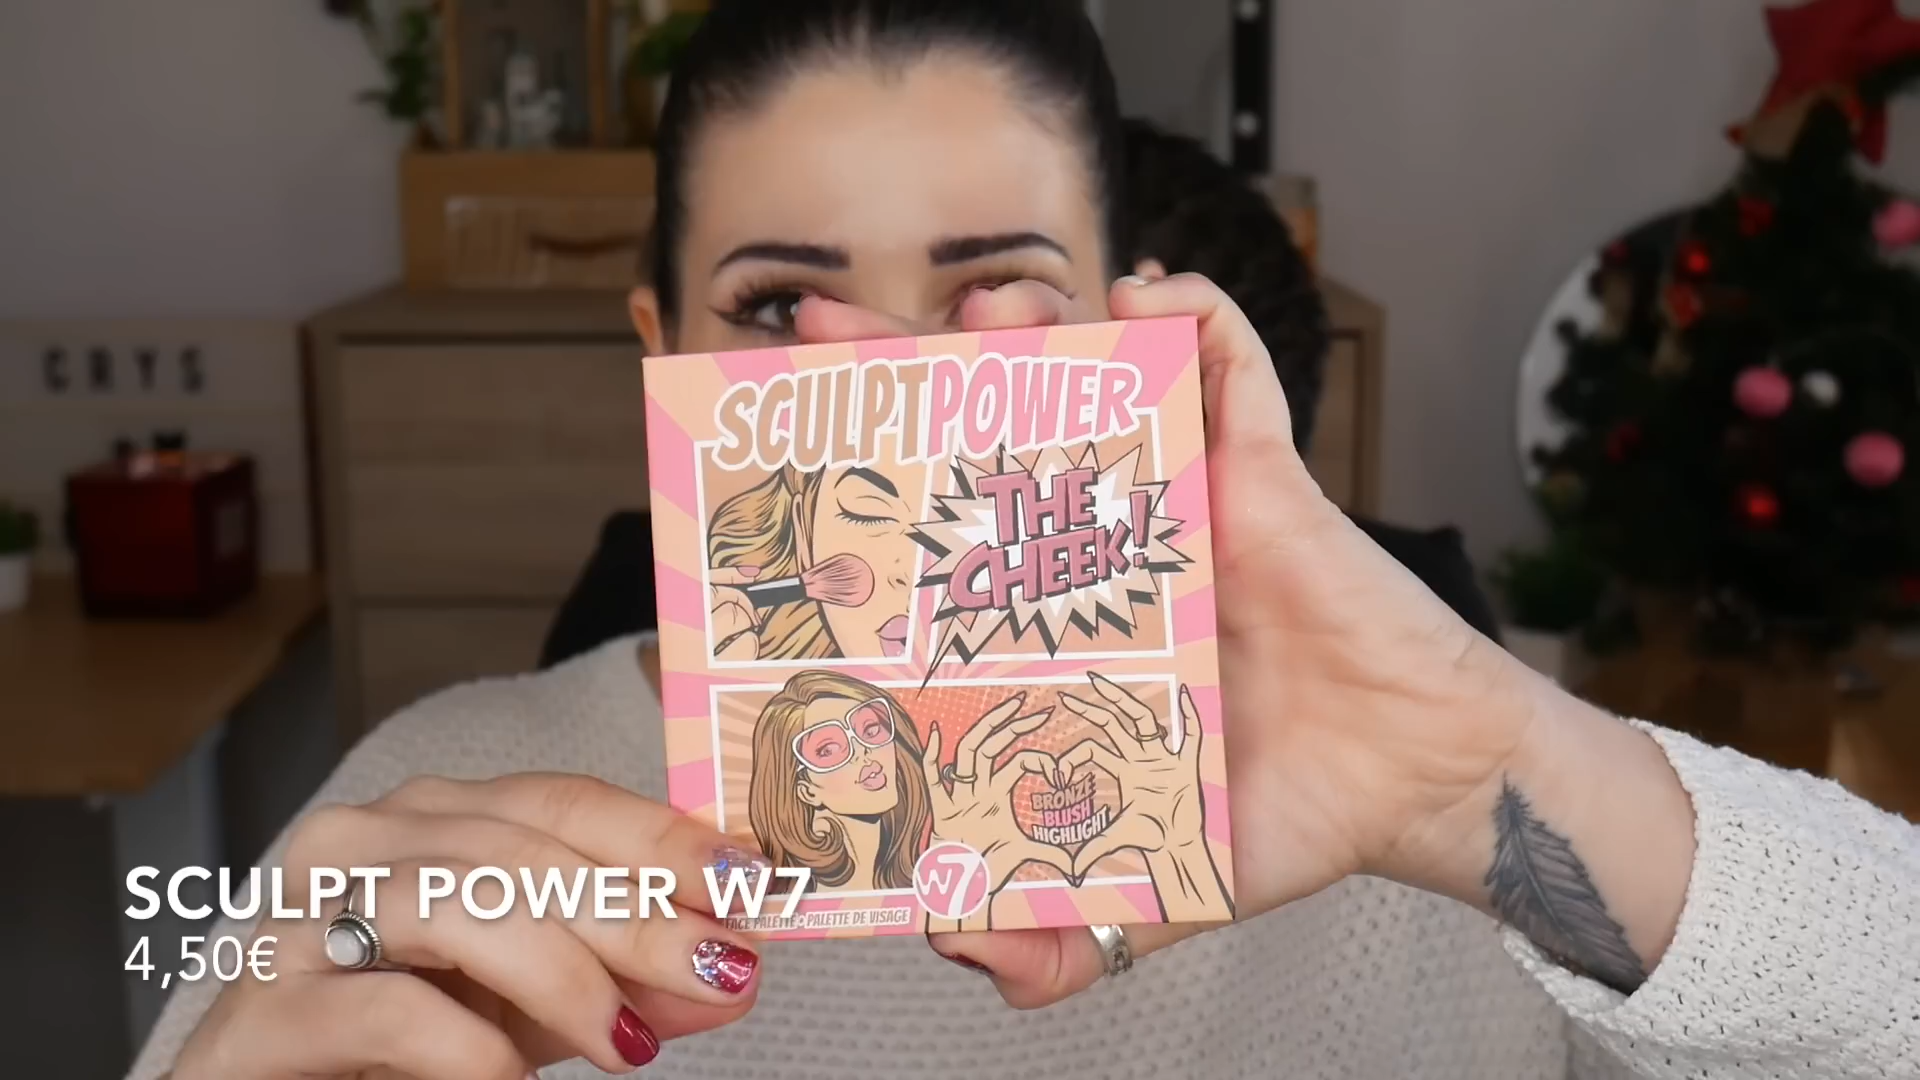 CRYS
SCULPTPOWER
THE
CHEEK!
BRONZE
BLUSH
HIGHLIGHT
W7
FACE PALETTE • PALETTE DE VISAGE
SCULPT POWER W7
4,50€